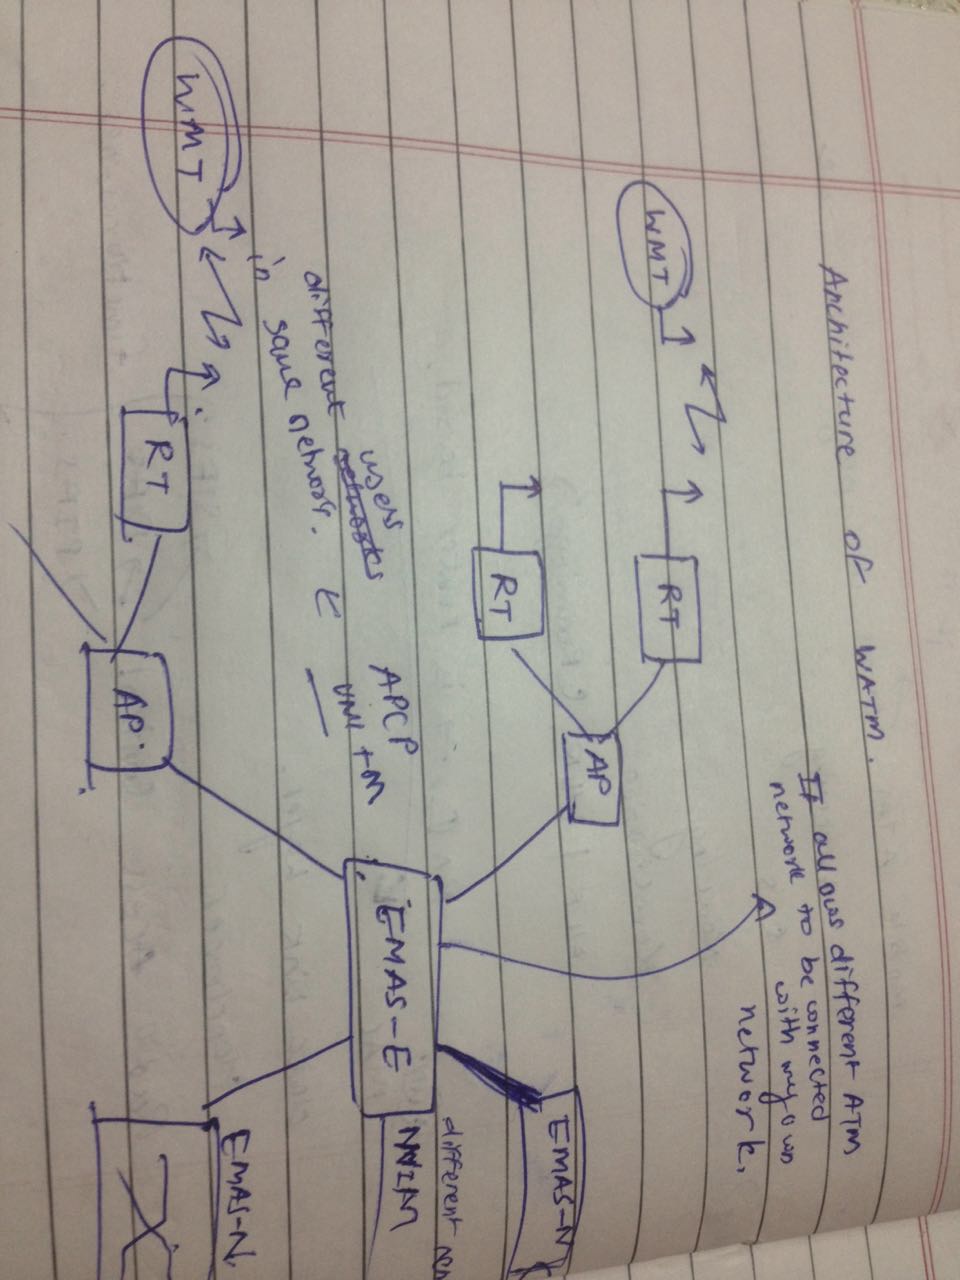 Architecture of WATM.
It allows different ATM
network to be connected
with my own
network.
WMT
RT
RT
AP
EMAS-N
EMAS-E
different
NNI+M
APCP
UNI+M
users
different networks
in same network.
WMT
RT
AP.
EMAS-N